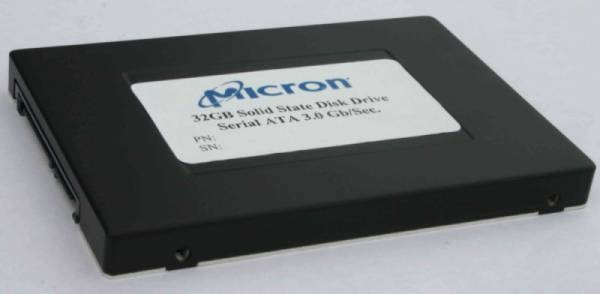 Micron
32GB Solid State Disk Drive
Serial ATA 3.0 Gb/Sec.
PN:
SN: